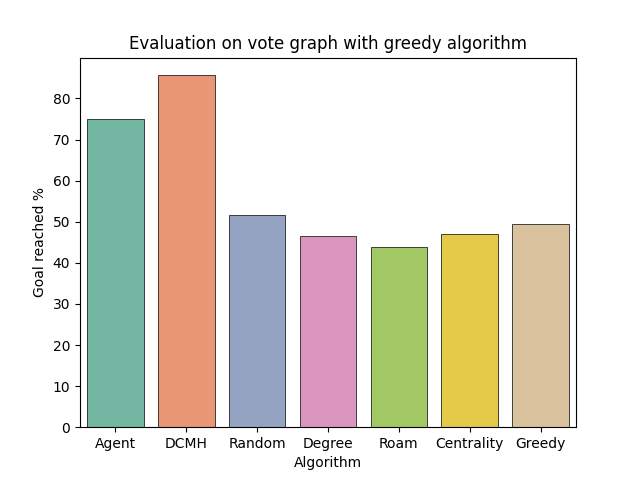 Evaluation on vote graph with greedy algorithm
Goal reached %
80
70
60
50
40
30
20
10
0
Agent DCMH Random Degree Roam Centrality Greedy
Algorithm